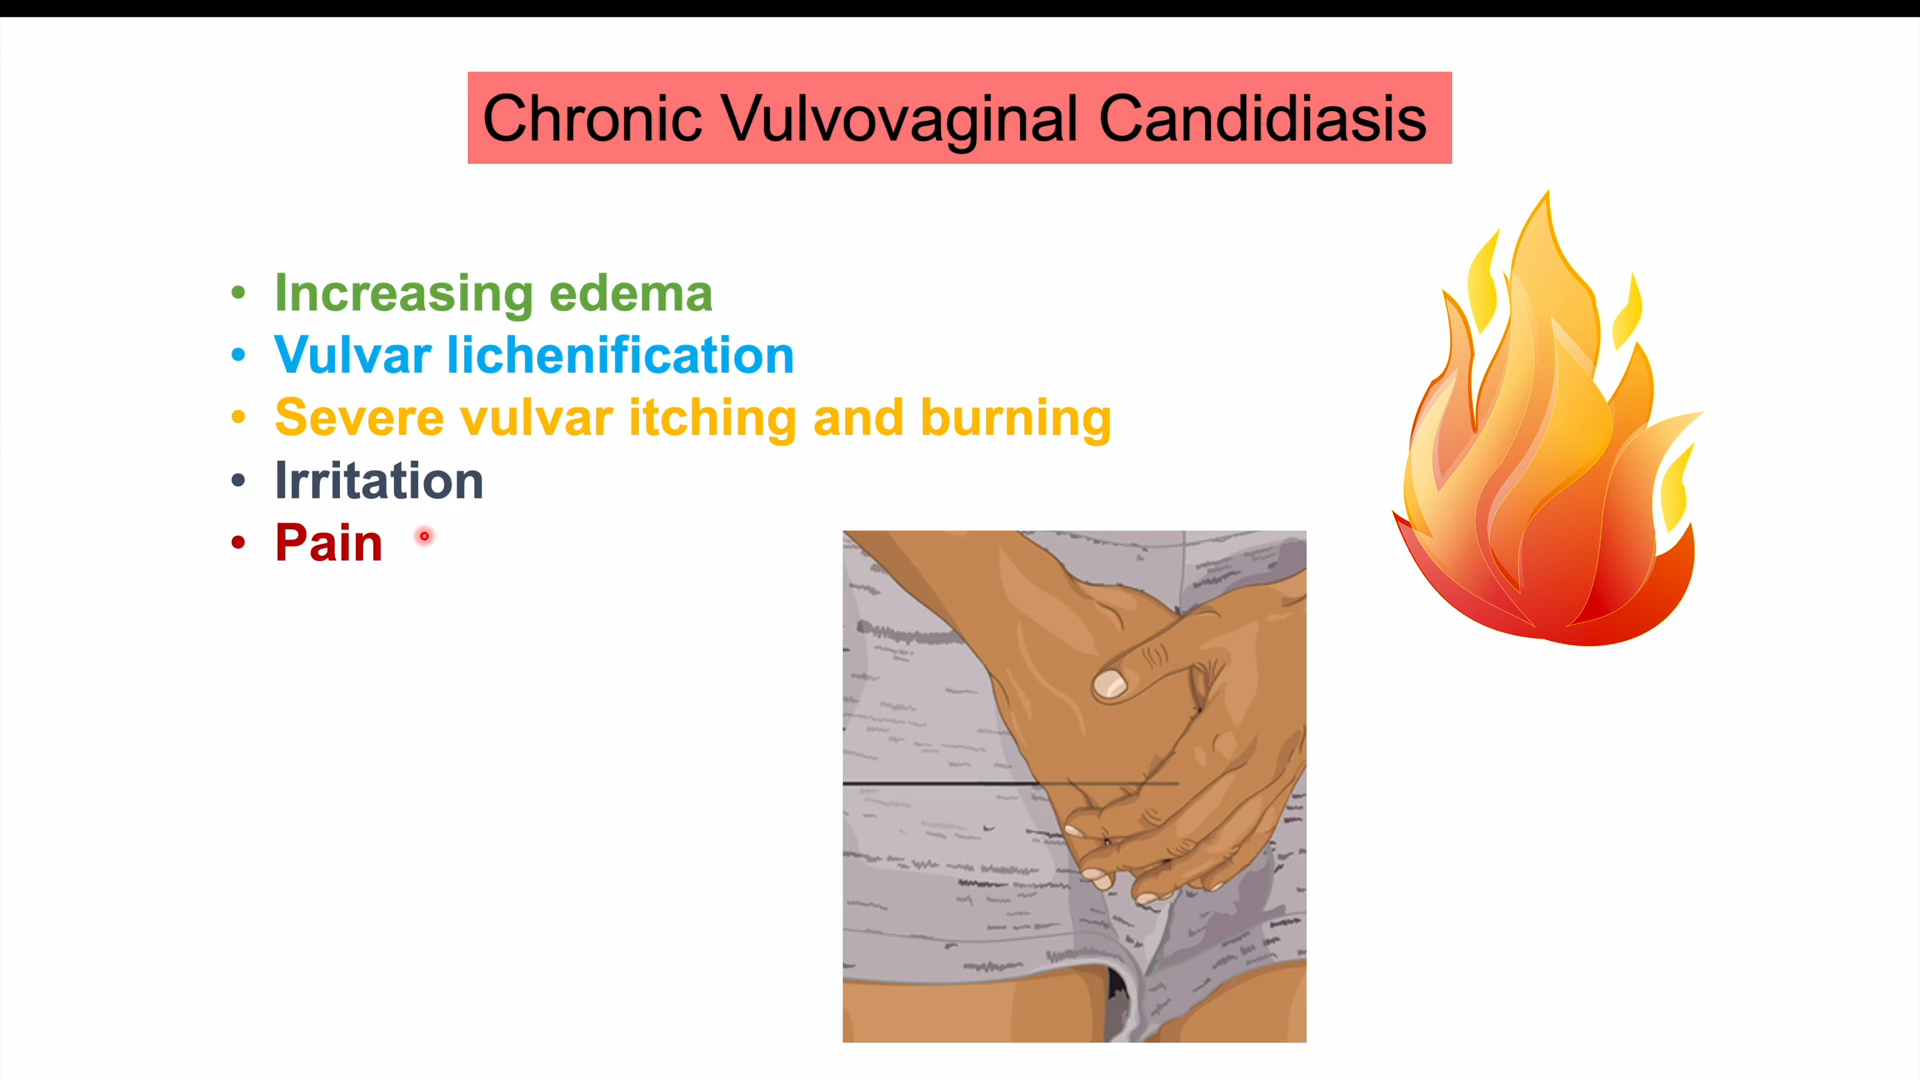 Chronic Vulvovaginal Candidiasis
• Increasing edema
• Vulvar lichenification
• Severe vulvar itching and burning
• Irritation
• Pain